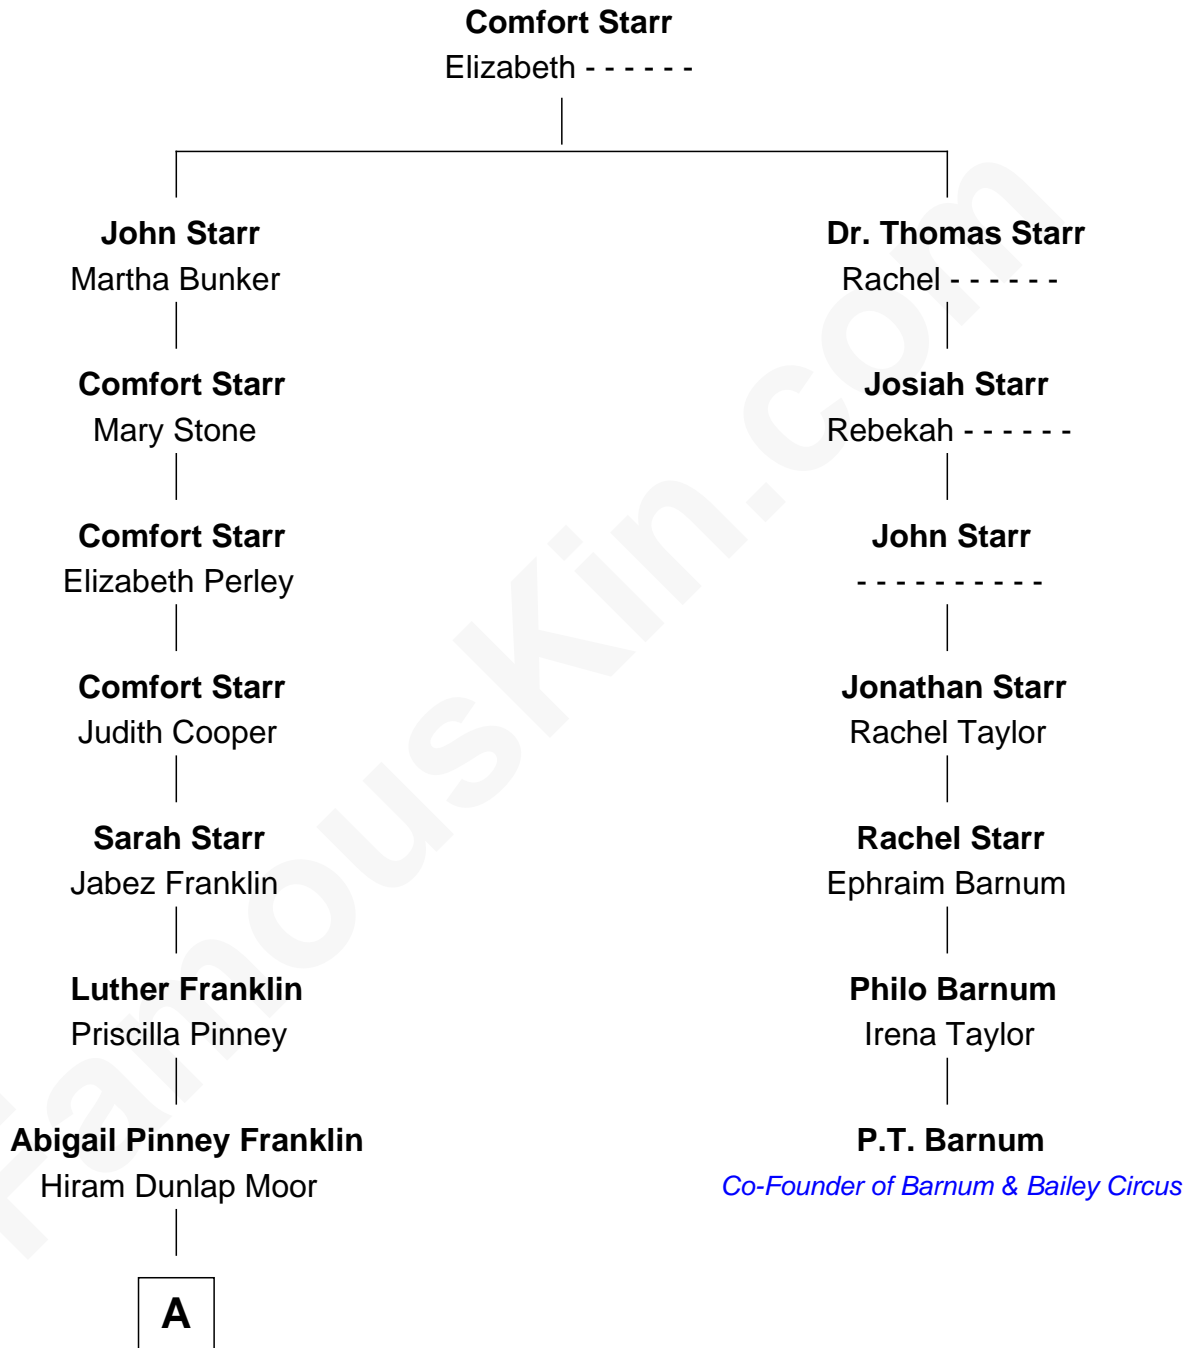 Comfort Starr
Elizabeth - - - - - -
John Starr
Martha Bunker
Dr. Thomas Starr
Rachel - - - - - -
Comfort Starr
Mary Stone
Josiah Starr
Rebekah - - - - - -
Comfort Starr
Elizabeth Perley
John Starr
- - - - - - - - - -
Comfort Starr
Judith Cooper
Jonathan Starr
Rachel Taylor
Sarah Starr
Jabez Franklin
Rachel Starr
Ephraim Barnum
Luther Franklin
Priscilla Pinney
Philo Barnum
Irena Taylor
Abigail Pinney Franklin
Hiram Dunlap Moor
P.T. Barnum
Co-Founder of Barnum & Bailey Circus
A
FamousKin.com